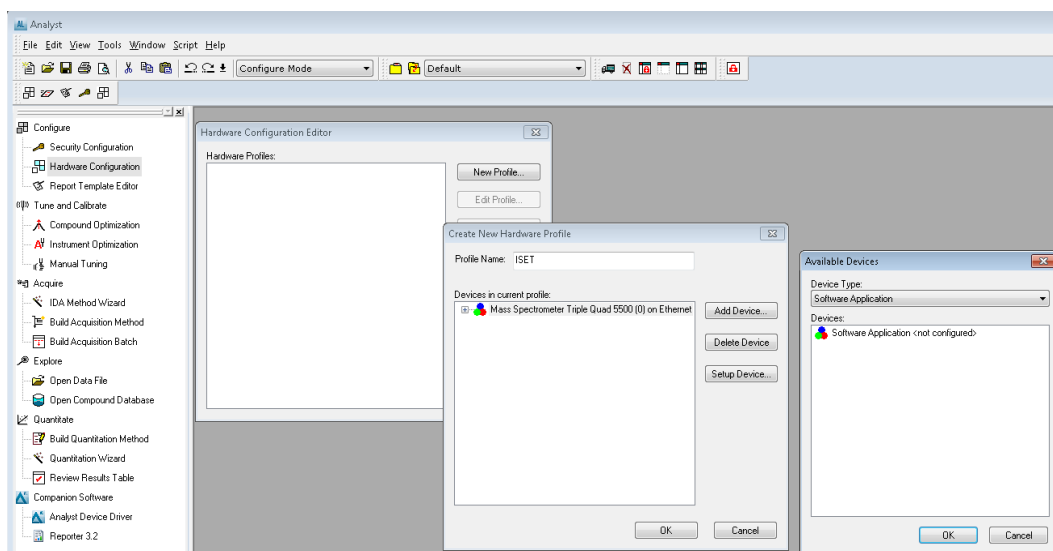 Analyst
File Edit View Tools Window Script Help
Configure Mode
Default
Configure
Security Configuration
Hardware Configuration
Report Template Editor
Tune and Calibrate
Compound Optimization
Instrument Optimization
Manual Tuning
Acquire
IDA Method Wizard
Build Acquisition Method
Build Acquisition Batch
Explore
Open Data File
Open Compound Database
Quantitate
Build Quantitation Method
Quantitation Wizard
Review Results Table
Companion Software
Analyst Device Driver
Reporter 3.2
Hardware Configuration Editor
Hardware Profiles:
New Profile...
Edit Profile...
Create New Hardware Profile
Profile Name: ISET
Devices in current profile:
Mass Spectrometer Triple Quad 5500 (0) on Ethernet
Add Device...
Delete Device
Setup Device...
OK Cancel
Available Devices
Device Type:
Software Application
Devices:
Software Application <not configured>
OK Cancel